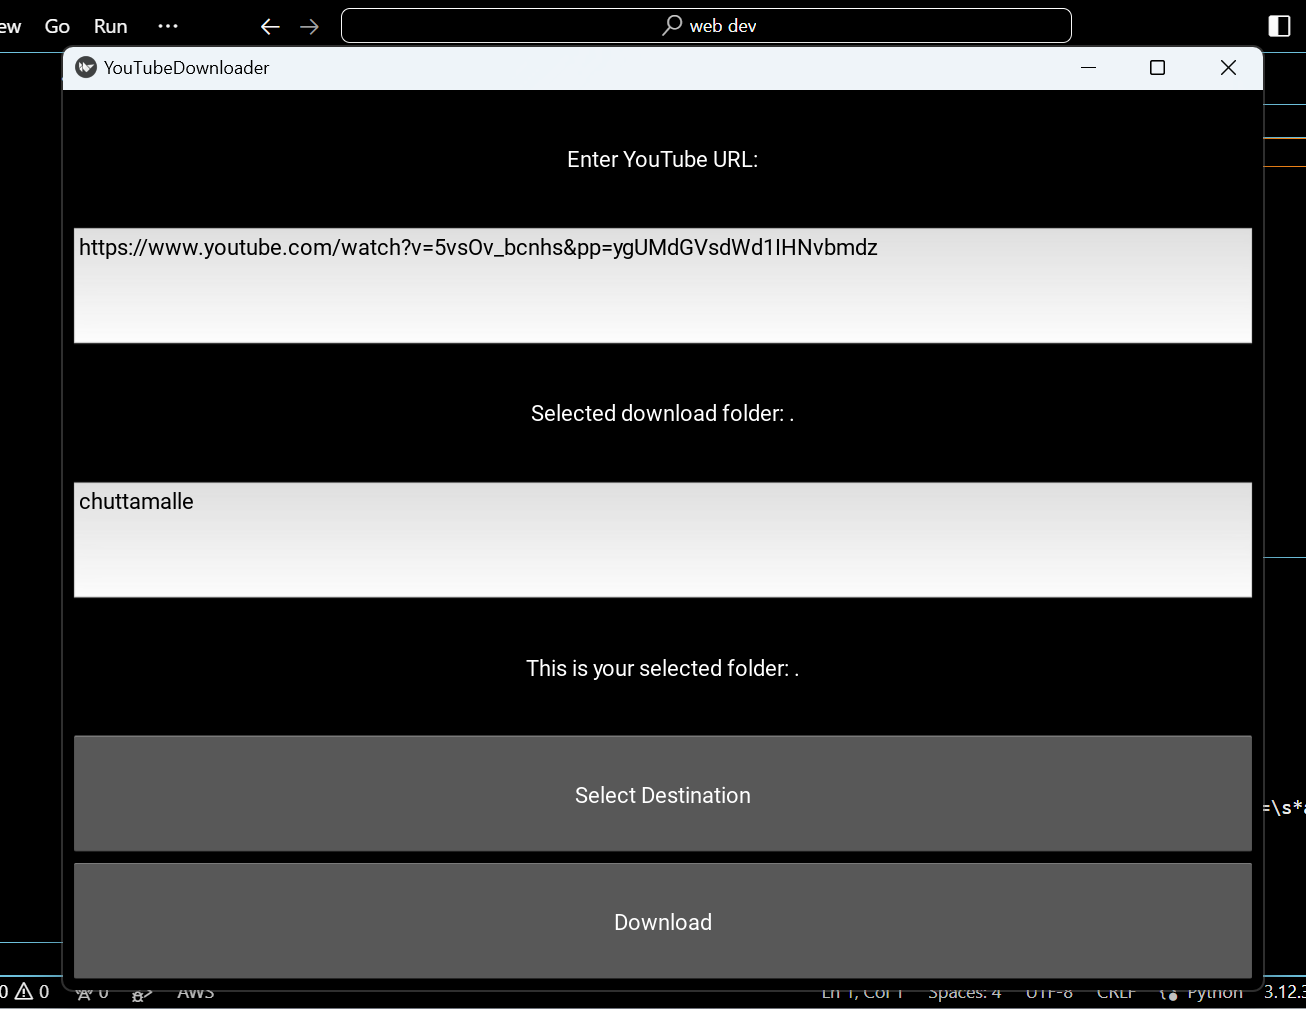 ew Go Run ··· ← → web dev
YouTubeDownloader
Enter YouTube URL:
https://www.youtube.com/watch?v=5vsOv_bcnhs&pp=ygUMdGVsdWd1IHNvbmdz
Selected download folder: .
chuttamalle
This is your selected folder: .
Select Destination
=\s*a
Download
0 0 0 AWS Ln 1, Col 1 Spaces: 4 UTF-8 CRLF Python 3.12.3